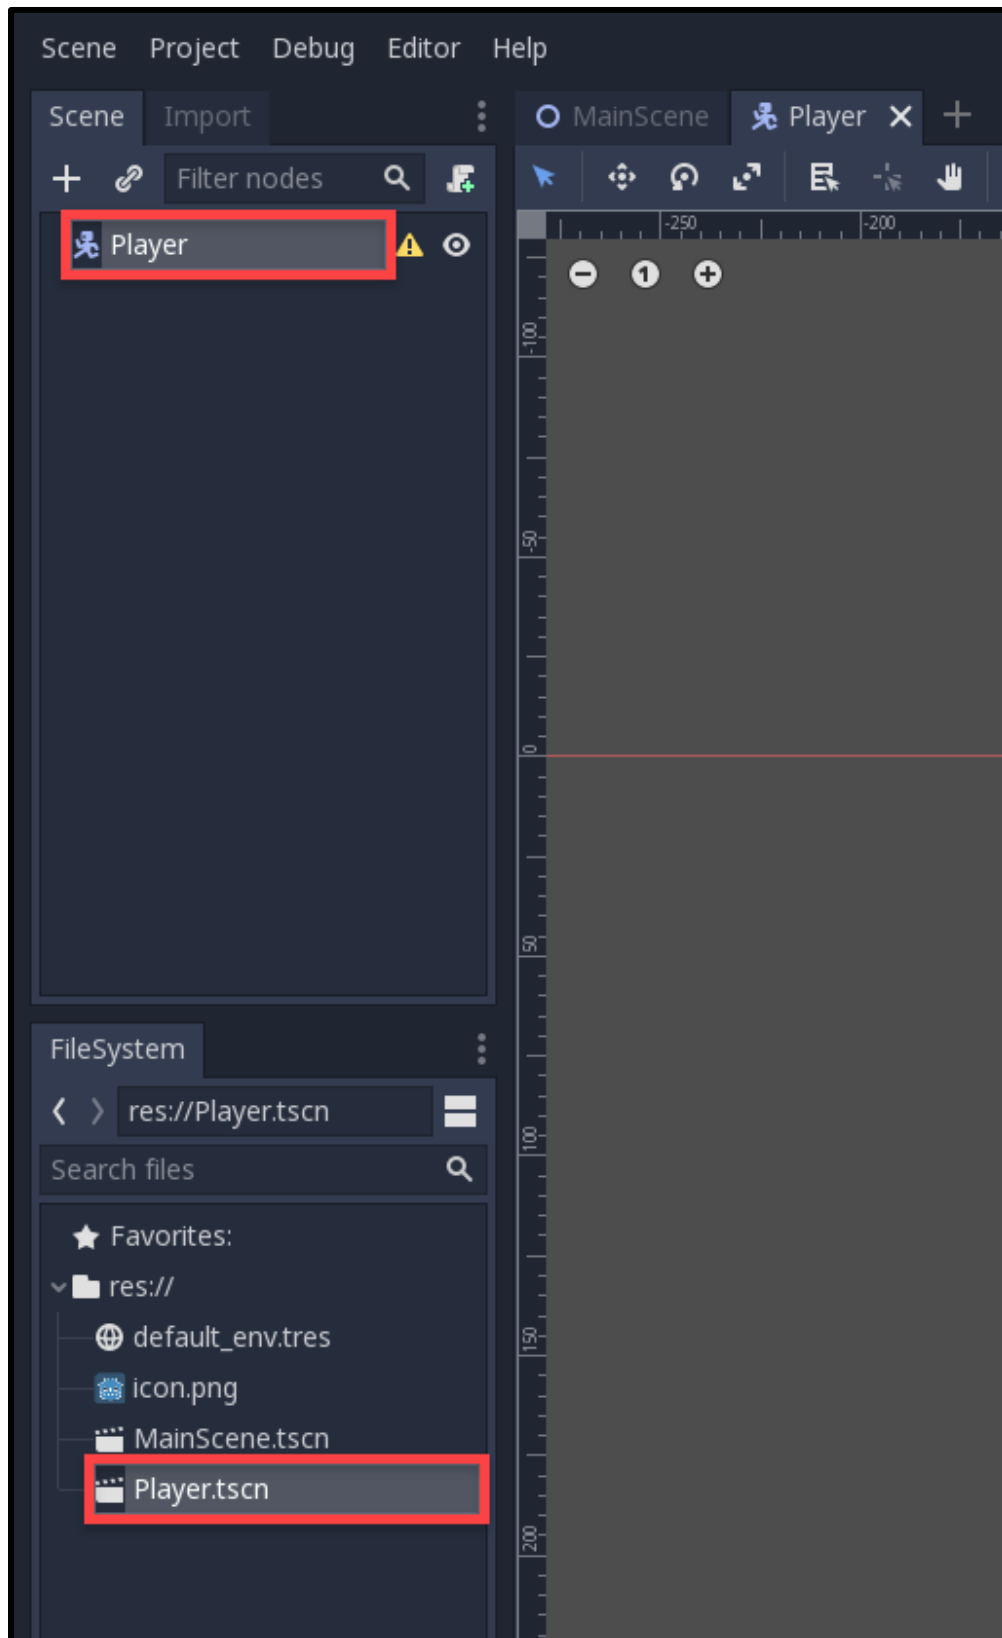 Scene Project Debug Editor Help
Scene Import
MainScene Player
Filter nodes
Player
-250 -200
1
-100
-50
0
50
100
150
200
FileSystem
res://Player.tscn
Search files
Favorites:
res://
default_env.tres
icon.png
MainScene.tscn
Player.tscn